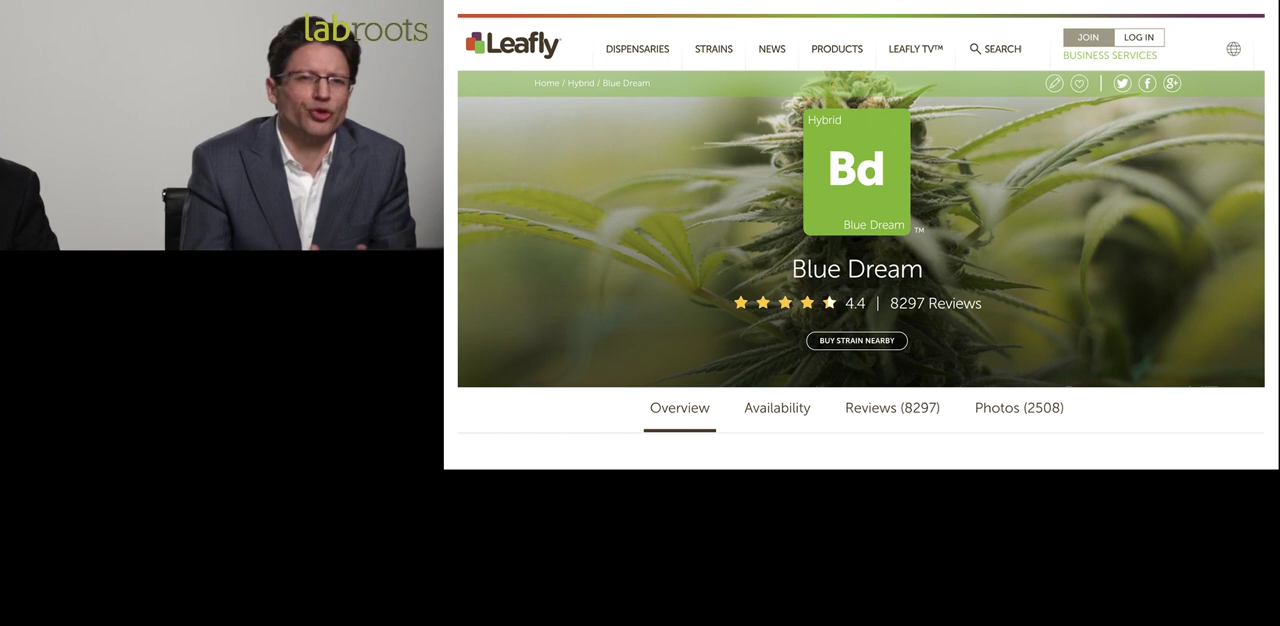 labroots
Leafly
DISPENSARIES STRAINS NEWS PRODUCTS LEAFLY TV™ SEARCH
JOIN LOG IN
BUSINESS SERVICES
Home / Hybrid / Blue Dream
Hybrid
Bd
Blue Dream
TM
Blue Dream
4.4 | 8297 Reviews
BUY STRAIN NEARBY
Overview Availability Reviews (8297) Photos (2508)